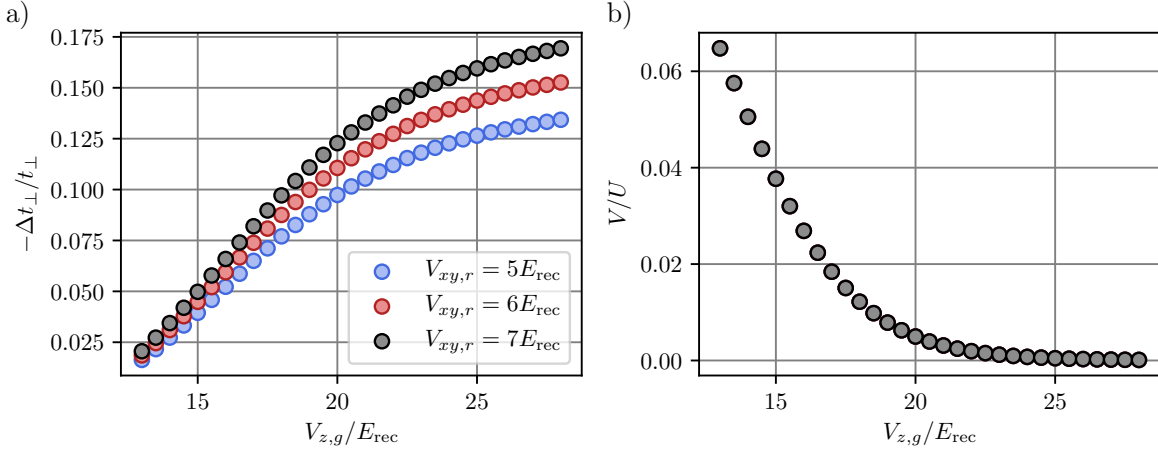 a)
b)
0.175
0.150
0.125
0.100
0.075
0.050
0.025
−Δt⊥/t⊥
V_{xy,r} = 5E_rec
V_{xy,r} = 6E_rec
V_{xy,r} = 7E_rec
15
20
25
V_{z,g}/E_rec
0.06
0.04
0.02
0.00
V/U
15
20
25
V_{z,g}/E_rec